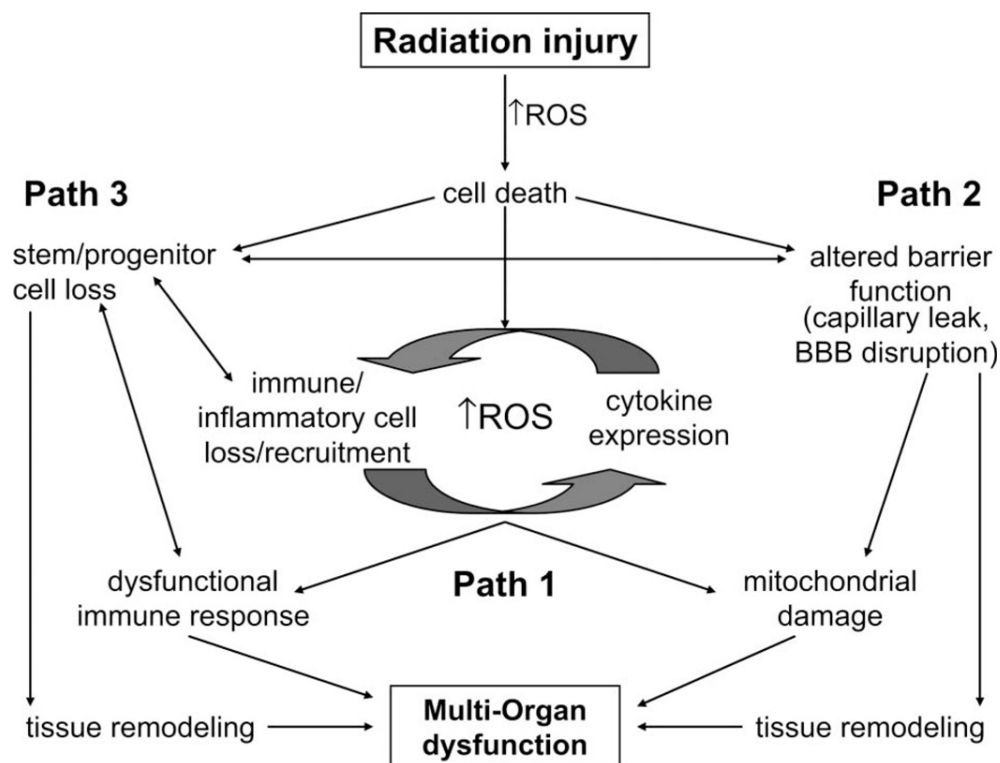 Radiation injury
↑ROS
cell death
Path 3
Path 2
stem/progenitor
cell loss
altered barrier
function
(capillary leak,
BBB disruption)
immune/
inflammatory cell
loss/recruitment
↑ROS
cytokine
expression
dysfunctional
immune response
Path 1
mitochondrial
damage
tissue remodeling
Multi-Organ
dysfunction
tissue remodeling